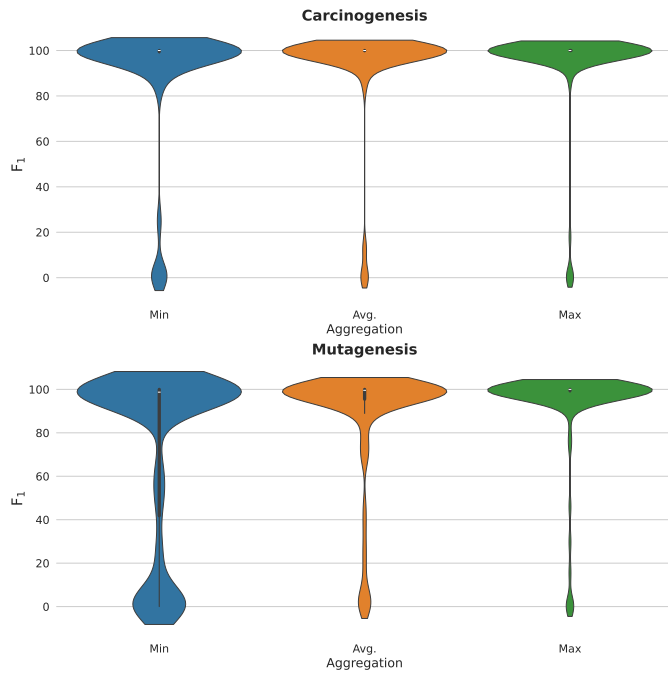 Carcinogenesis
100
80
60
40
20
0
F1
Min Avg. Max
Aggregation
Mutagenesis
100
80
60
40
20
0
F1
Min Avg. Max
Aggregation